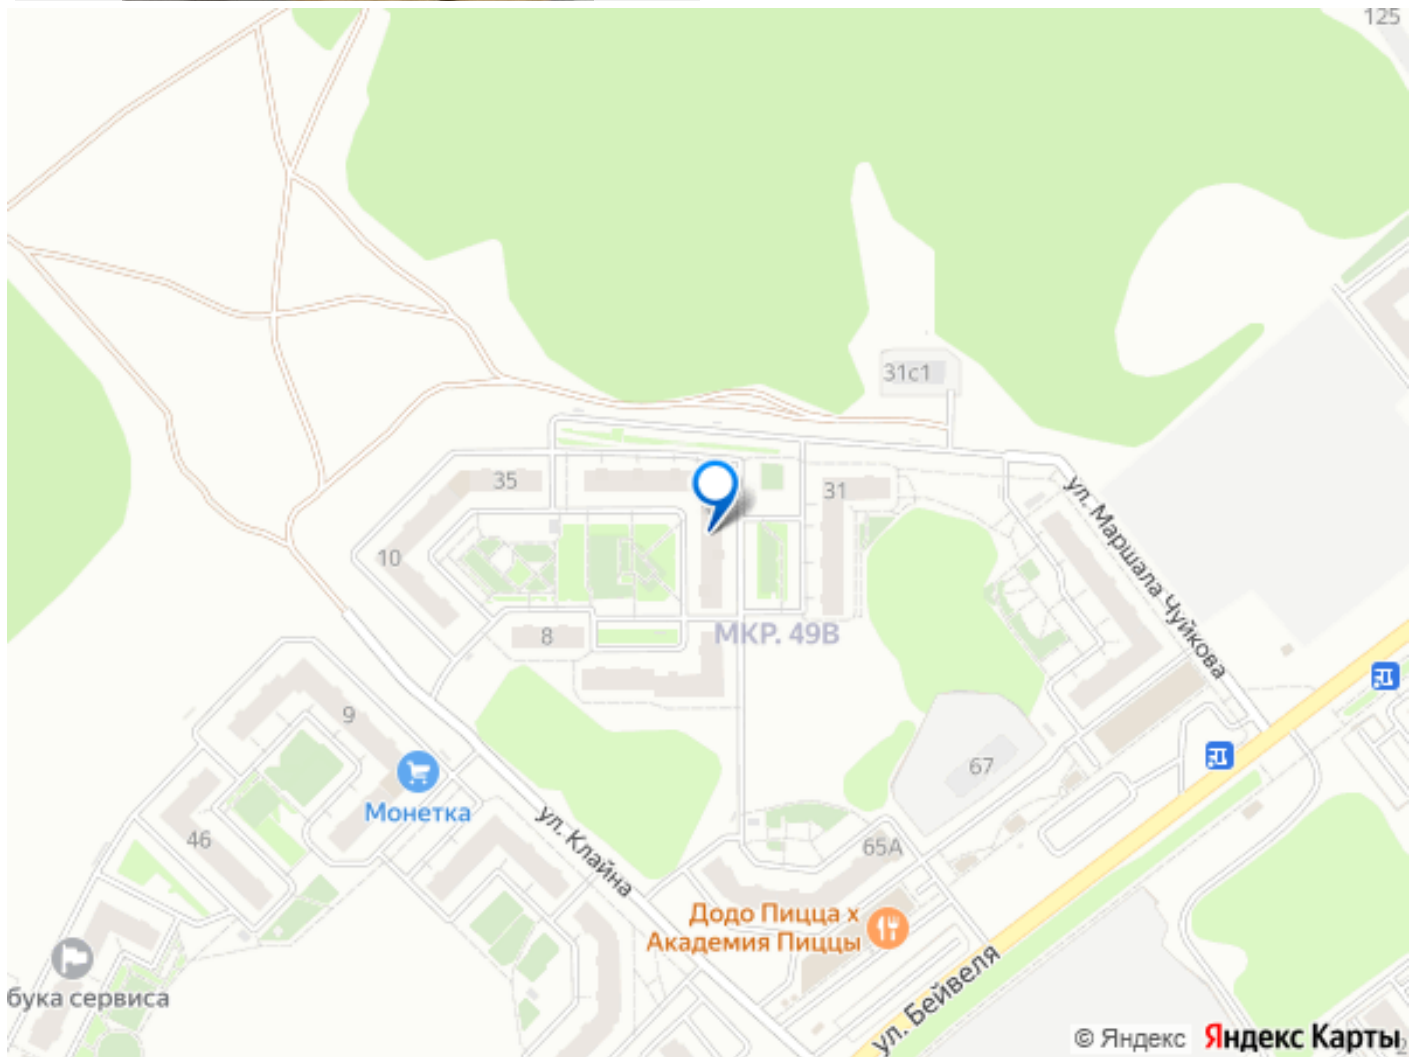 125
31с1
35
31
10
ул. Маршала Чуйкова
8
МКР. 49В
9
67
Монетка
46
ул. Клайна
65А
Додо Пицца х
Академия Пиццы
бука сервиса
ул. Бейвеля
© Яндекс
Яндекс Карты